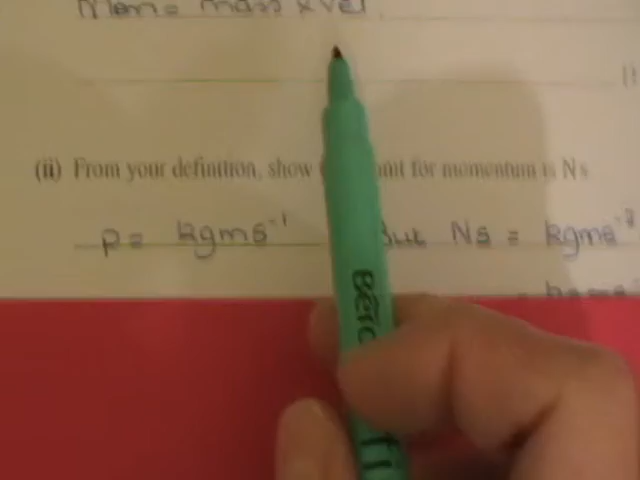 Mom = mass x vel.
(ii) From your definition, show unit for momentum is Ns
p = kgms⁻¹ But Ns = kgms⁻²
Bero